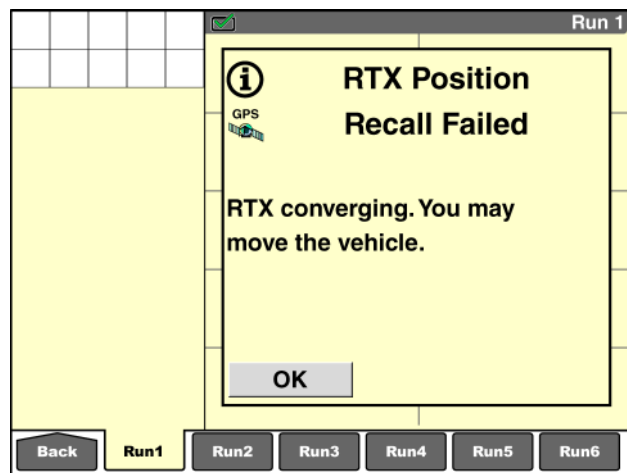 Run 1
RTX Position
GPS
Recall Failed
RTX converging. You may
move the vehicle.
OK
Back
Run1
Run2
Run3
Run4
Run5
Run6